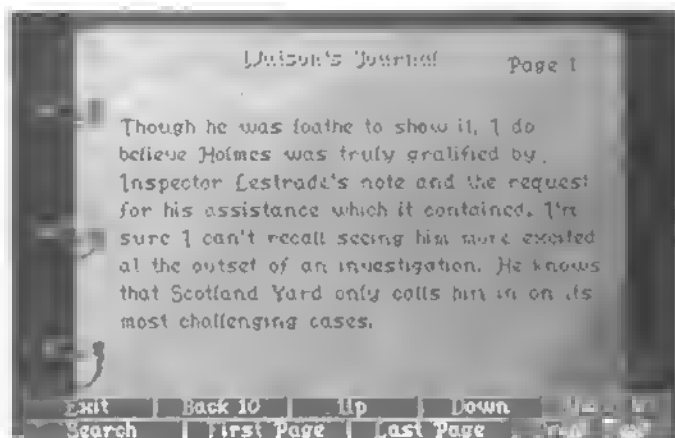 Watson's Journal
Page 1
Though he was loathe to show it, I do
believe Holmes was truly gratified by
Inspector Lestrade's note and the request
for his assistance which it contained. I'm
sure I can't recall seeing him more excited
at the outset of an investigation. He knows
that Scotland Yard only calls him in on its
most challenging cases.
Exit Back 10 Up Down
Search First Page Last Page